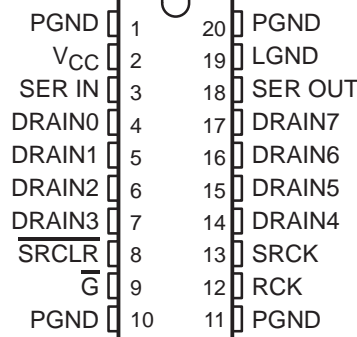 PGND 1 20 PGND
V_CC 2 19 LGND
SER IN 3 18 SER OUT
DRAIN0 4 17 DRAIN7
DRAIN1 5 16 DRAIN6
DRAIN2 6 15 DRAIN5
DRAIN3 7 14 DRAIN4
S̅R̅C̅L̅R̅ 8 13 SRCK
G̅ 9 12 RCK
PGND 10 11 PGND